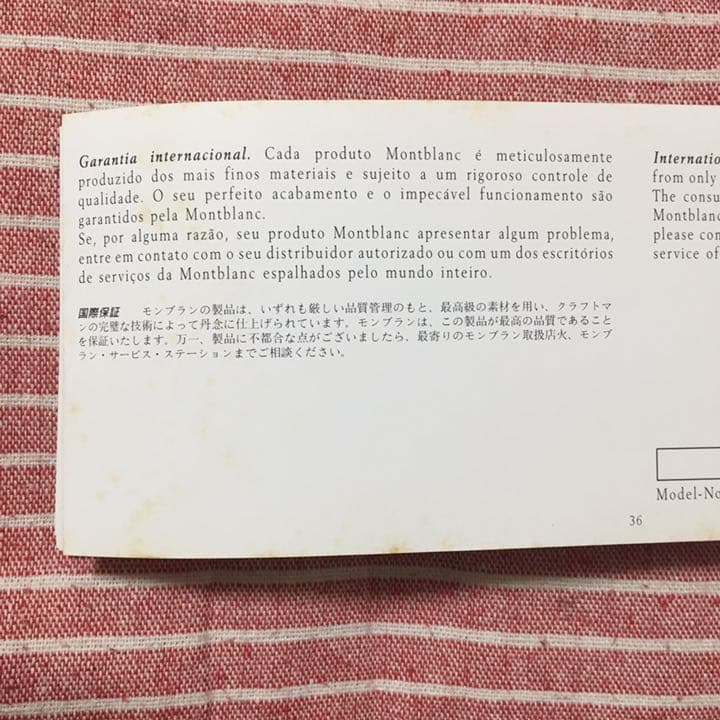 Garantia internacional. Cada produto Montblanc é meticulosamente
produzido dos mais finos materiais e sujeito a um rigoroso controle de
qualidade. O seu perfeito acabamento e o impecável funcionamento são
garantidos pela Montblanc.
Se, por alguma razão, seu produto Montblanc apresentar algum problema,
entre em contato com o seu distribuidor autorizado ou com um dos escritórios
de serviços da Montblanc espalhados pelo mundo inteiro.
国際保証 モンブランの製品は、いずれも厳しい品質管理のもと、最高級の素材を用い、クラフトマ
ンの完璧な技術によって丹念に仕上げられています。モンブランは、この製品が最高の品質であること
を保証いたします。万一、製品に不都合な点がございましたら、最寄りのモンブラン取扱店火、モンブ
ラン・サービス・ステーションまでご相談ください。
36
Internatio
from only
The consu
Montblanc
please con
service of
Model-No